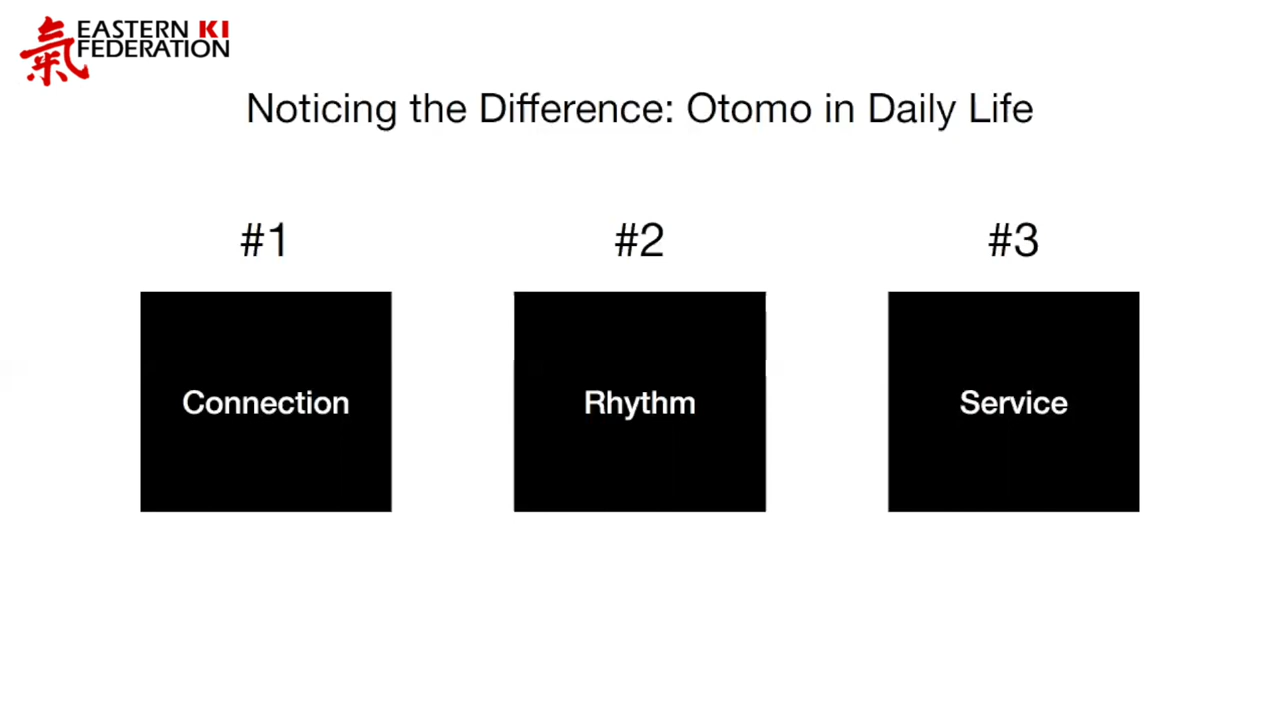 氣
EASTERN KI
FEDERATION
Noticing the Difference: Otomo in Daily Life
#1
#2
#3
Connection
Rhythm
Service